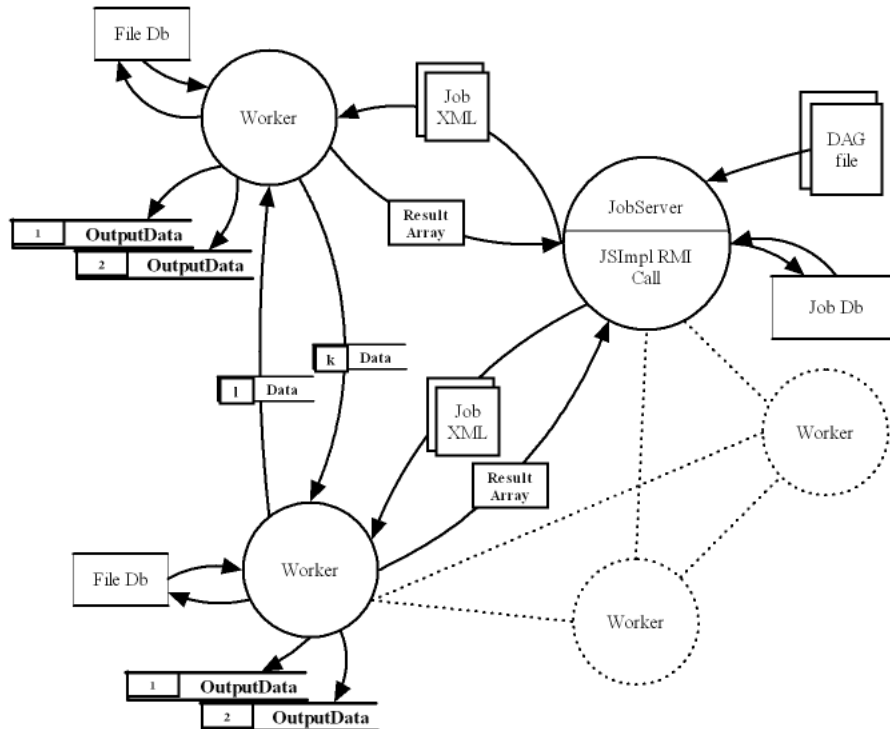 File Db
Worker
Job
XML
DAG
file
JobServer
JSImpl RMI
Call
Result
Array
1 OutputData
2 OutputData
Job Db
k Data
l Data
Job
XML
Worker
Result
Array
File Db
Worker
Worker
1 OutputData
2 OutputData